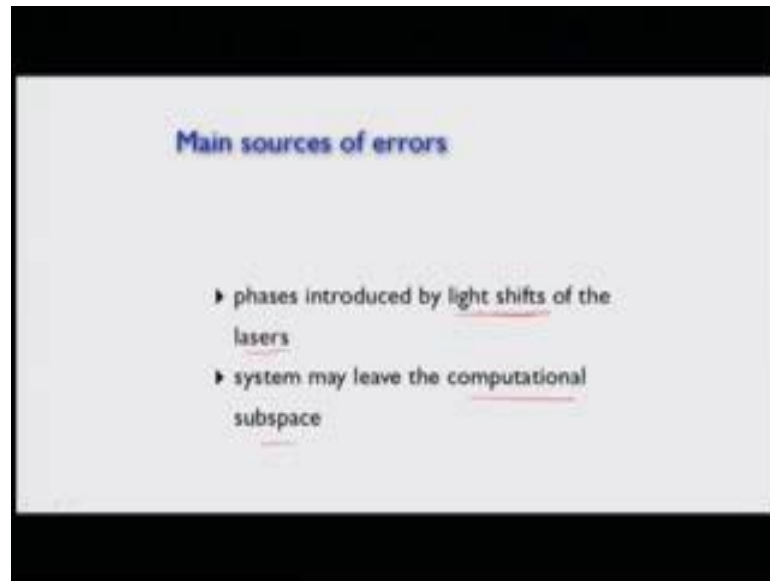 Main sources of errors
‣ phases introduced by light shifts of the
lasers
‣ system may leave the computational
subspace